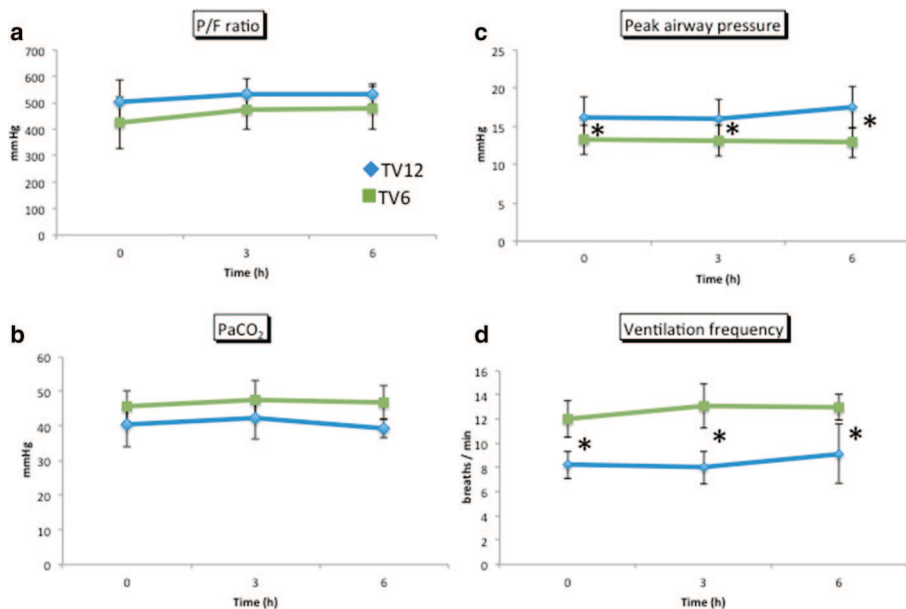 a
P/F ratio
700
600
500
400
300
200
100
0
mmHg
TV12
TV6
0 3 6
Time (h)
c
Peak airway pressure
25
20
15
10
5
0
mmHg
*
*
*
0 3 6
Time (h)
b
PaCO₂
60
50
40
30
20
10
0
mmHg
0 3 6
Time (h)
d
Ventilation frequency
16
14
12
10
8
6
4
2
0
breaths / min
*
*
*
0 3 6
Time (h)